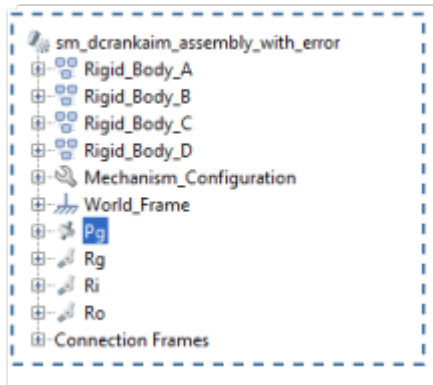 sm_dcrankaim_assembly_with_error
Rigid_Body_A
Rigid_Body_B
Rigid_Body_C
Rigid_Body_D
Mechanism_Configuration
World_Frame
Pg
Rg
Ri
Ro
Connection Frames